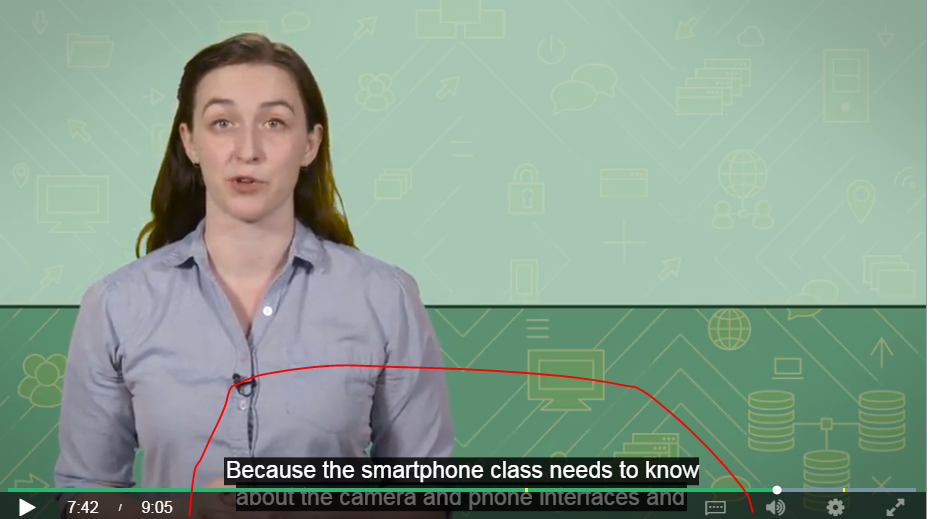 Because the smartphone class needs to know
about the camera and phone interfaces and
7:42 / 9:05